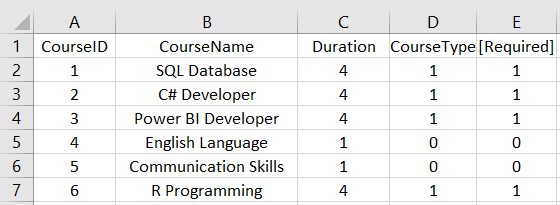 A B C D E
1 CourseID CourseName Duration CourseType [Required]
2 1 SQL Database 4 1 1
3 2 C# Developer 4 1 1
4 3 Power BI Developer 4 1 1
5 4 English Language 1 0 0
6 5 Communication Skills 1 0 0
7 6 R Programming 4 1 1